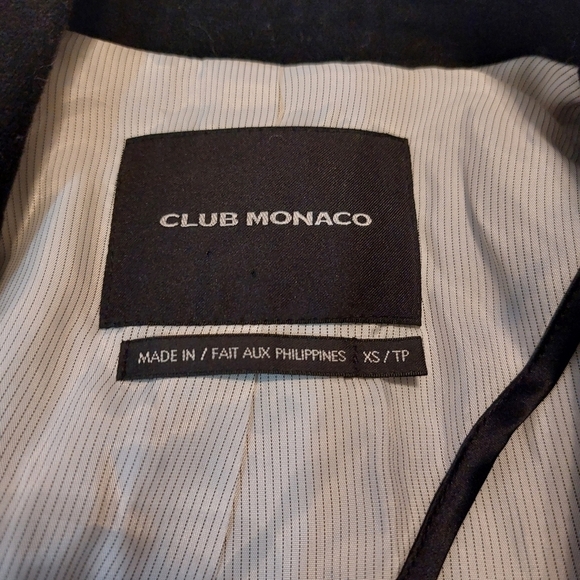 CLUB MONACO
MADE IN / FAIT AUX PHILIPPINES XS / TP